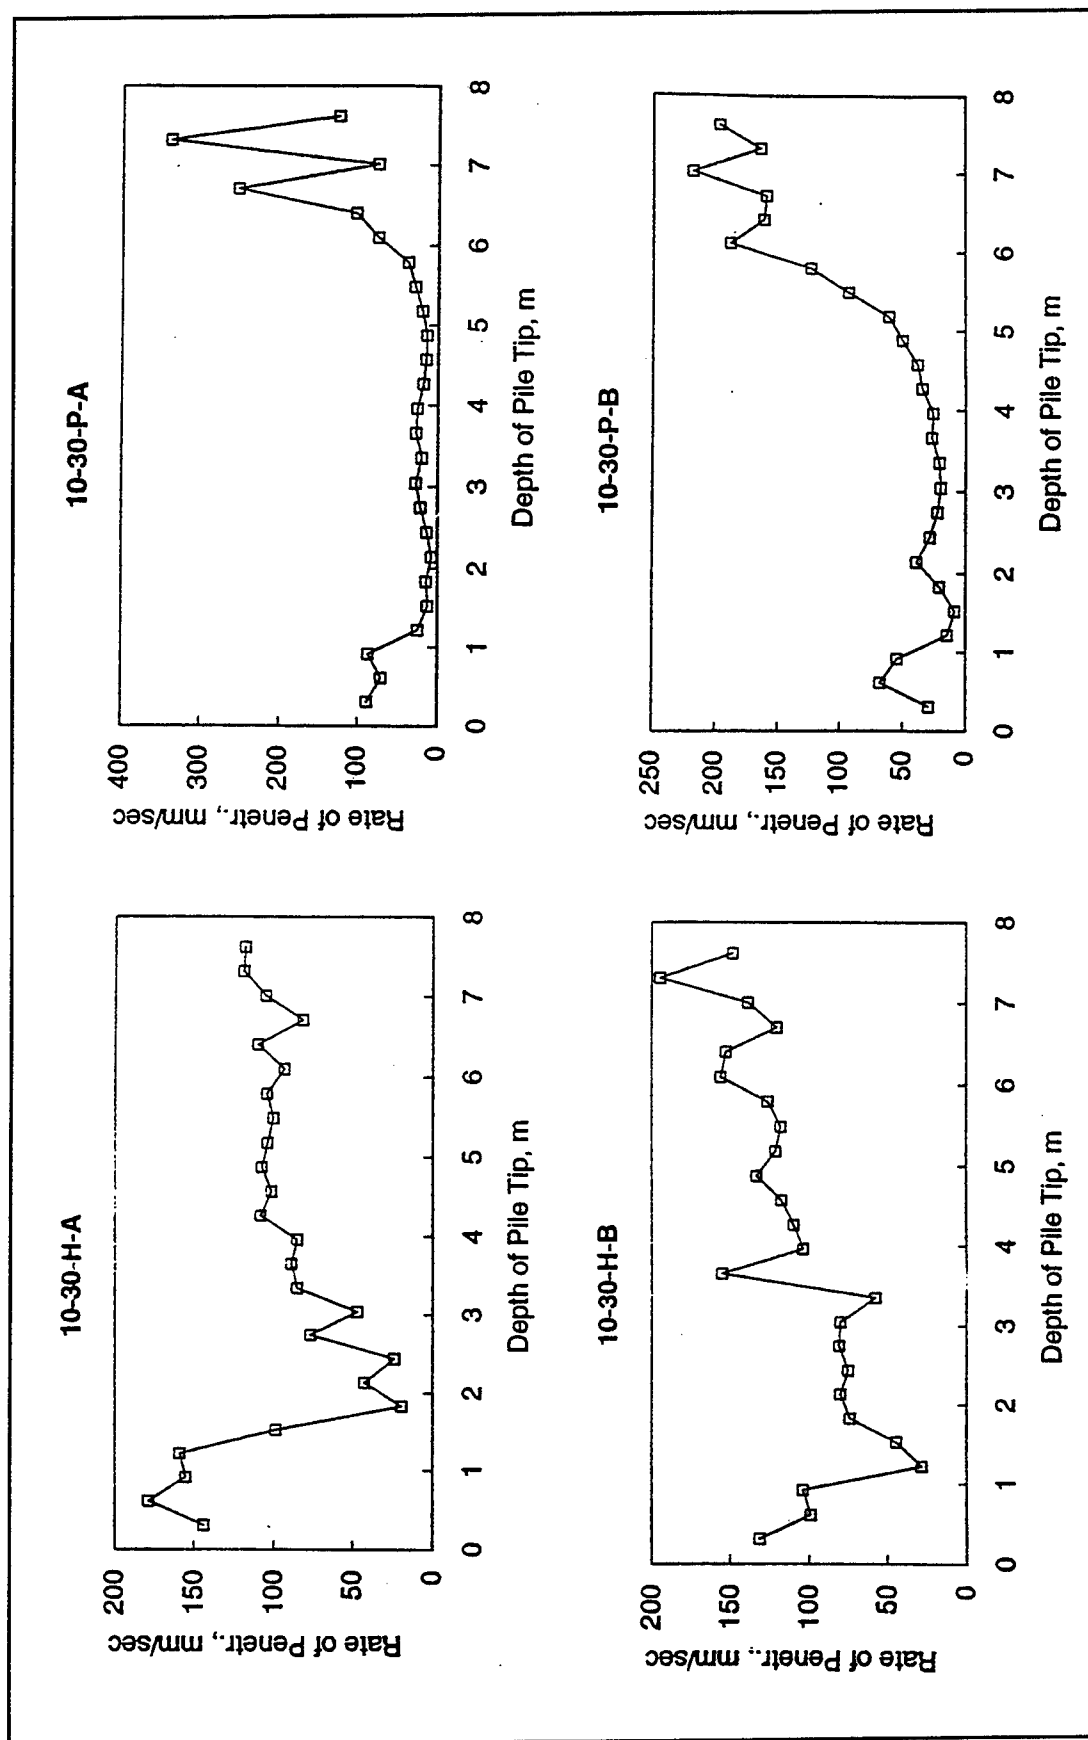 10-30-H-A
200
150
100
50
0
Rate of Penetr., mm/sec
0 1 2 3 4 5 6 7 8
Depth of Pile Tip, m
10-30-P-A
400
300
200
100
0
Rate of Penetr., mm/sec
0 1 2 3 4 5 6 7 8
Depth of Pile Tip, m
10-30-H-B
200
150
100
50
0
Rate of Penetr., mm/sec
0 1 2 3 4 5 6 7 8
Depth of Pile Tip, m
10-30-P-B
250
200
150
100
50
0
Rate of Penetr., mm/sec
0 1 2 3 4 5 6 7 8
Depth of Pile Tip, m